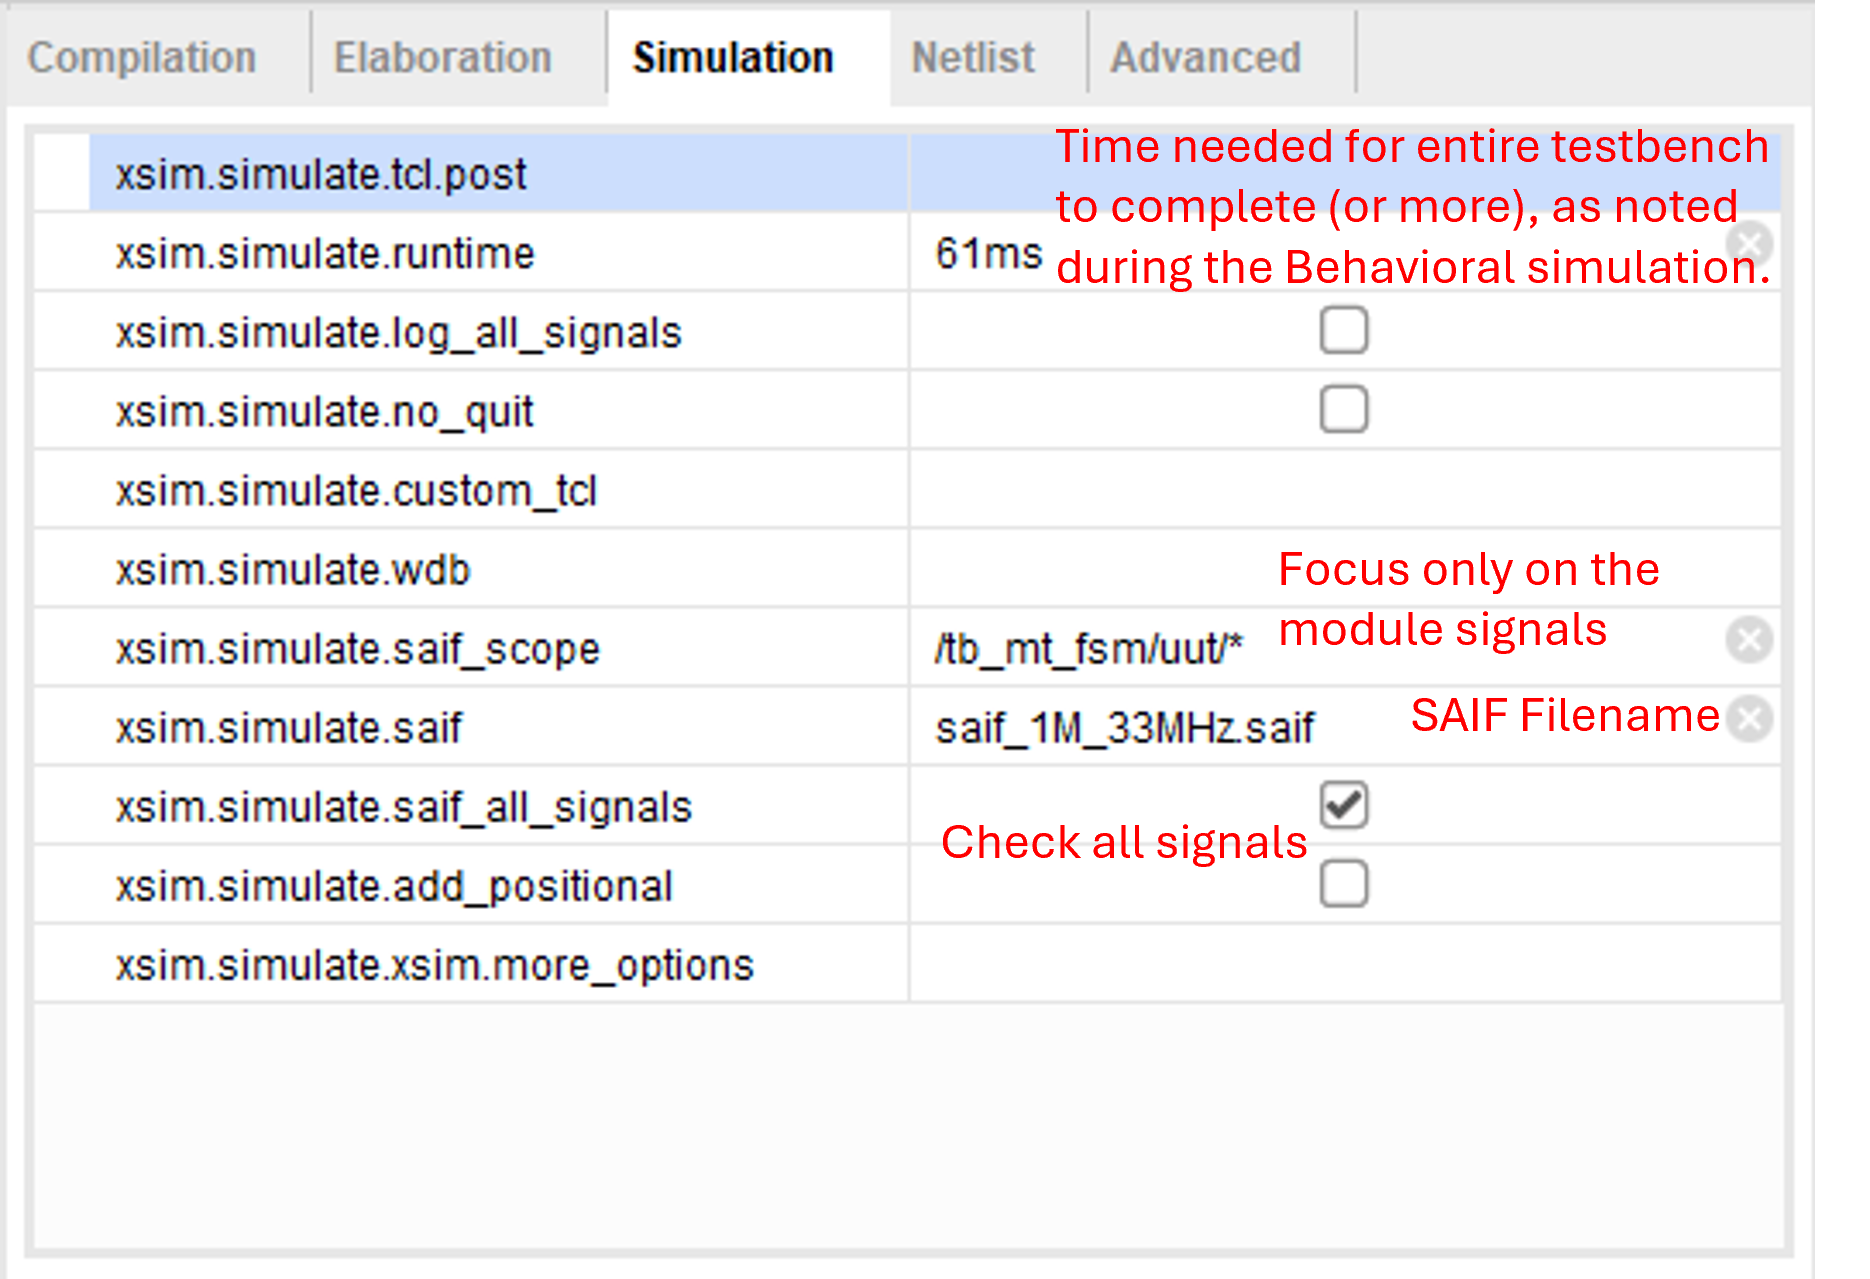 Compilation Elaboration Simulation Netlist Advanced
xsim.simulate.tcl.post
Time needed for entire testbench
to complete (or more), as noted
during the Behavioral simulation.
xsim.simulate.runtime 61ms
xsim.simulate.log_all_signals
xsim.simulate.no_quit
xsim.simulate.custom_tcl
xsim.simulate.wdb
Focus only on the
module signals
xsim.simulate.saif_scope /tb_mt_fsm/uut/*
xsim.simulate.saif saif_1M_33MHz.saif SAIF Filename
xsim.simulate.saif_all_signals
Check all signals
xsim.simulate.add_positional
xsim.simulate.xsim.more_options